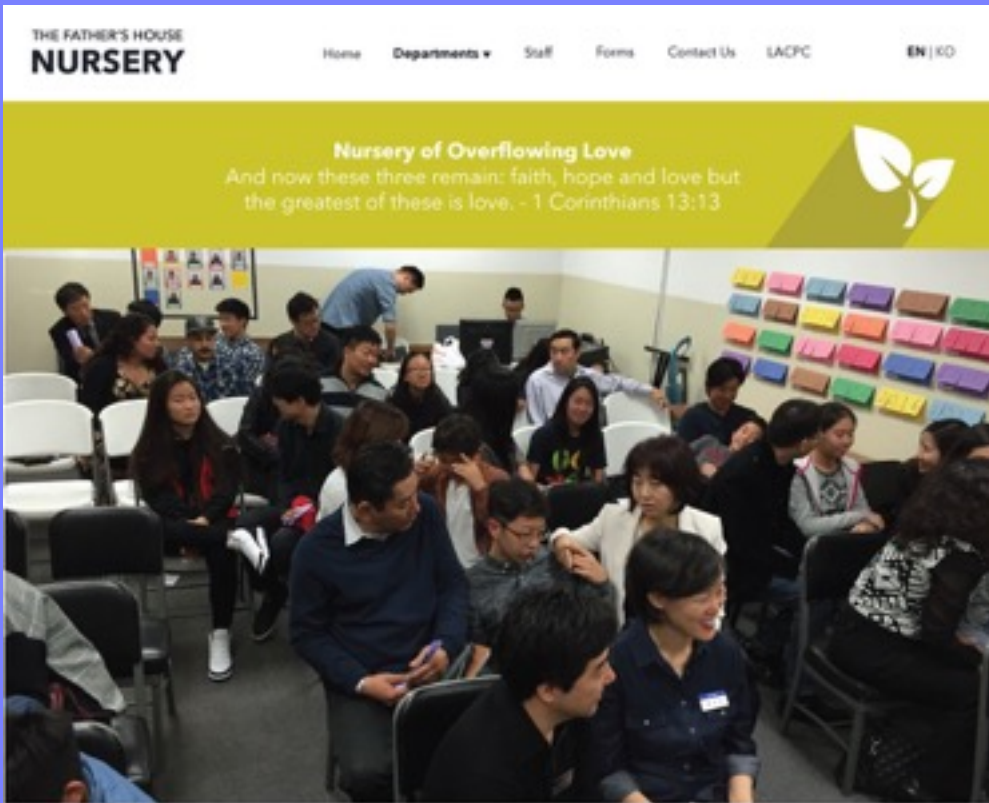 THE FATHER'S HOUSE
NURSERY
Home Departments ▾ Staff Forms Contact Us LACPC EN | KO
Nursery of Overflowing Love
And now these three remain: faith, hope and love but
the greatest of these is love. - 1 Corinthians 13:13